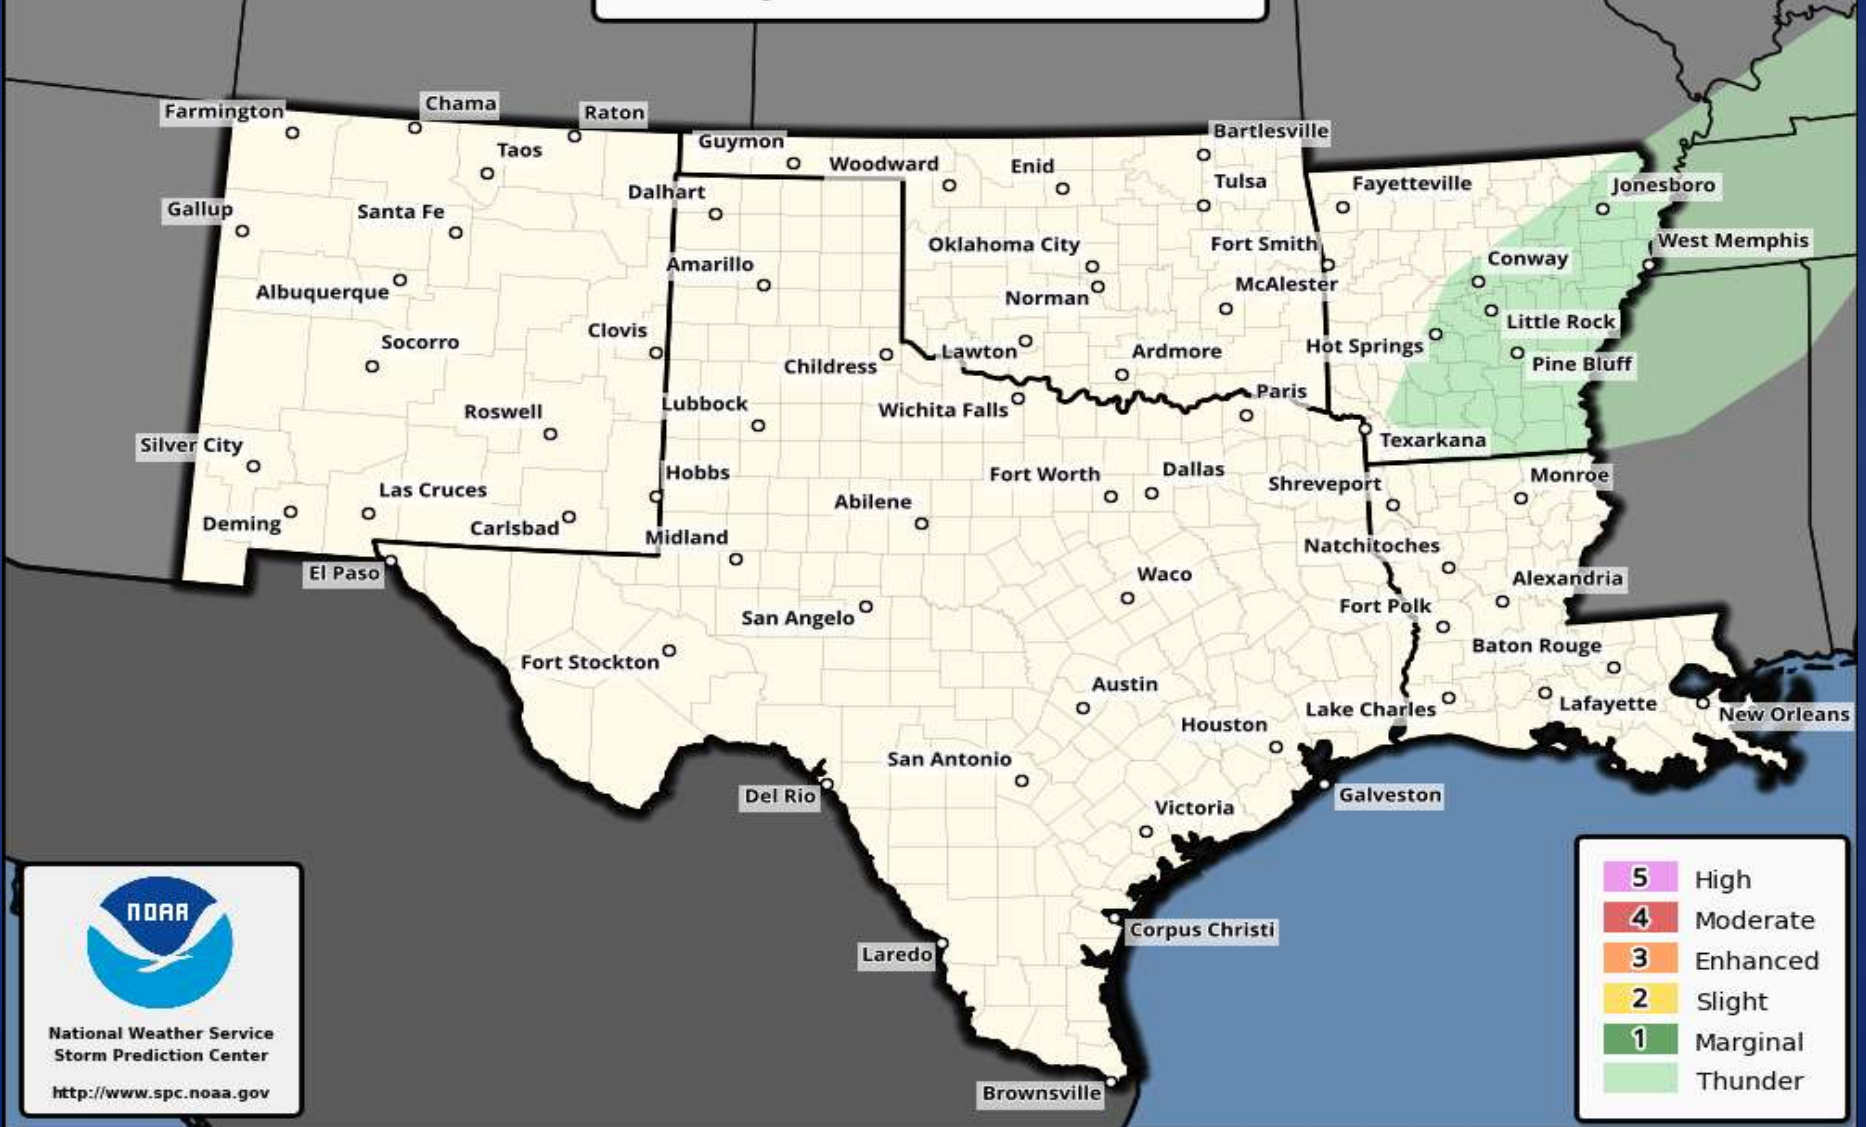 Farmington
Chama
Raton
Taos
Guymon
Woodward
Enid
Bartlesville
Tulsa
Fayetteville
Jonesboro
Dalhart
Gallup
Santa Fe
Oklahoma City
Fort Smith
West Memphis
Conway
Amarillo
Albuquerque
Norman
McAlester
Little Rock
Clovis
Socorro
Hot Springs
Lawton
Ardmore
Childress
Pine Bluff
Paris
Lubbock
Roswell
Wichita Falls
Texarkana
Silver City
Hobbs
Fort Worth
Dallas
Shreveport
Monroe
Las Cruces
Abilene
Deming
Carlsbad
Midland
Natchitoches
El Paso
Waco
Alexandria
San Angelo
Fort Polk
Baton Rouge
Fort Stockton
Austin
Lake Charles
Lafayette
New Orleans
Houston
San Antonio
Del Rio
Galveston
Victoria
Corpus Christi
Laredo
Brownsville
NOAA
National Weather Service
Storm Prediction Center
http://www.spc.noaa.gov
5 High
4 Moderate
3 Enhanced
2 Slight
1 Marginal
Thunder